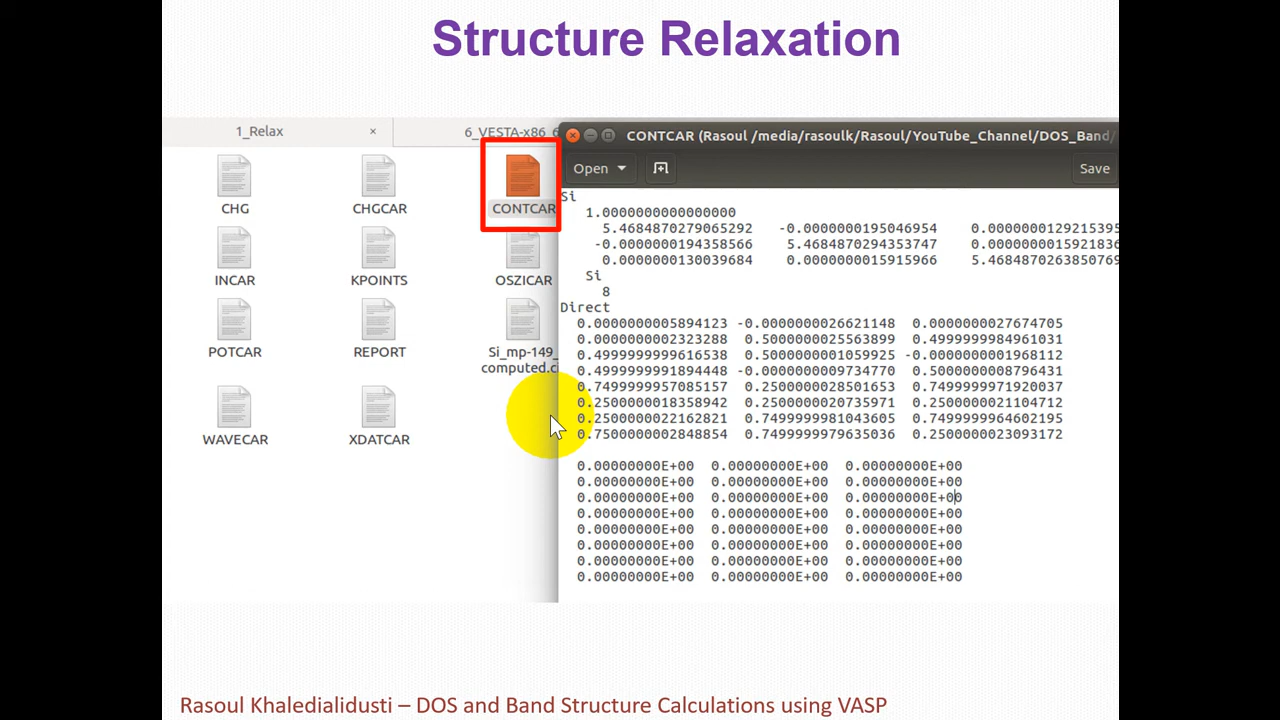 Structure Relaxation
1_Relax × 6_VESTA-x86_6
CHG CHGCAR CONTCAR
INCAR KPOINTS OSZICAR
POTCAR REPORT Si_mp-149_
computed.ci
WAVECAR XDATCAR
CONTCAR (Rasoul /media/rasoulk/Rasoul/YouTube_Channel/DOS_Band/
Open Save
Si
1.0000000000000000
5.4684870279065292 -0.0000000195046954 0.0000000129215395
-0.0000000194358566 5.4684870294353747 0.0000000015921836
0.0000000130039684 0.0000000015915966 5.4684870263850769
Si
8
Direct
0.0000000005894123 -0.0000000026621148 0.0000000027674705
0.0000000002323288 0.5000000025563899 0.4999999984961031
0.4999999999616538 0.5000000001059925 -0.0000000001968112
0.4999999991894448 -0.0000000009734770 0.5000000008796431
0.7499999957085157 0.2500000028501653 0.7499999971920037
0.2500000018358942 0.2500000020735971 0.2500000021104712
0.2500000022162821 0.7499999981043605 0.7499999964602195
0.7500000002848854 0.7499999979635036 0.2500000023093172
0.00000000E+00 0.00000000E+00 0.00000000E+00
0.00000000E+00 0.00000000E+00 0.00000000E+00
0.00000000E+00 0.00000000E+00 0.00000000E+00
0.00000000E+00 0.00000000E+00 0.00000000E+00
0.00000000E+00 0.00000000E+00 0.00000000E+00
0.00000000E+00 0.00000000E+00 0.00000000E+00
0.00000000E+00 0.00000000E+00 0.00000000E+00
0.00000000E+00 0.00000000E+00 0.00000000E+00
Rasoul Khaledialidusti – DOS and Band Structure Calculations using VASP